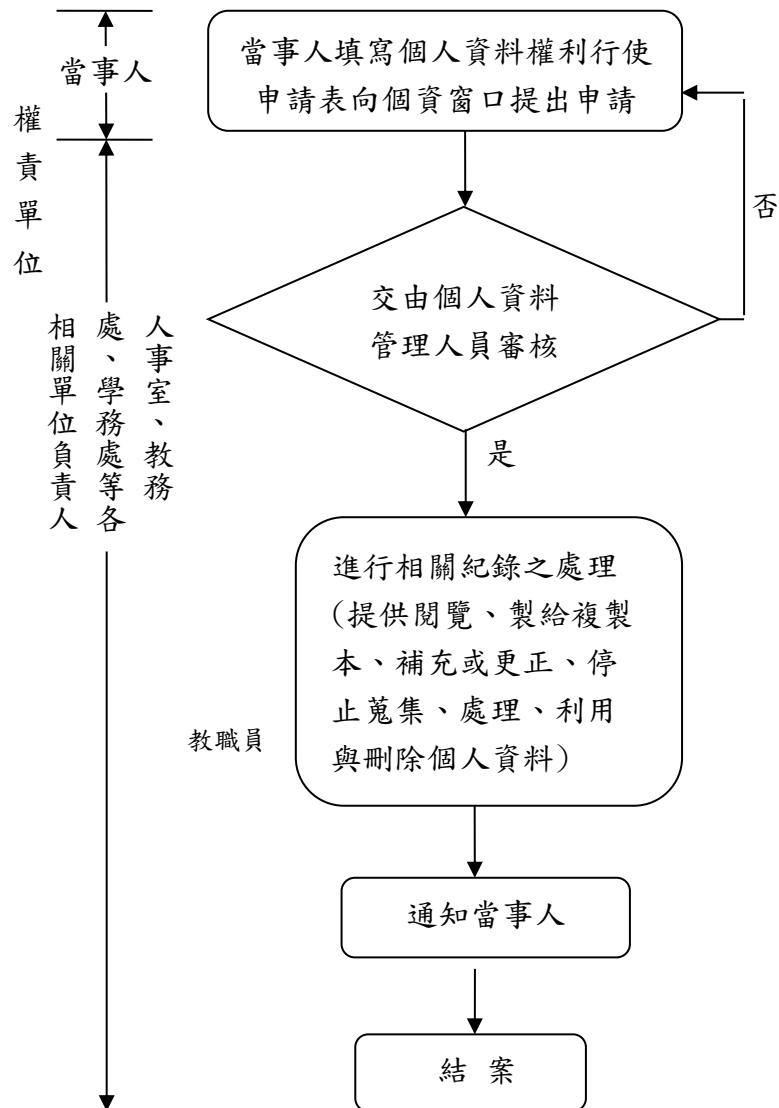 權責單位
當事人
人事室、教務
處、學務處等各
相關單位負責人
當事人填寫個人資料權利行使
申請表向個資窗口提出申請
否
交由個人資料
管理人員審核
是
進行相關紀錄之處理
(提供閱覽、製給複製
本、補充或更正、停
止蒐集、處理、利用
與刪除個人資料)
教職員
通知當事人
結 案